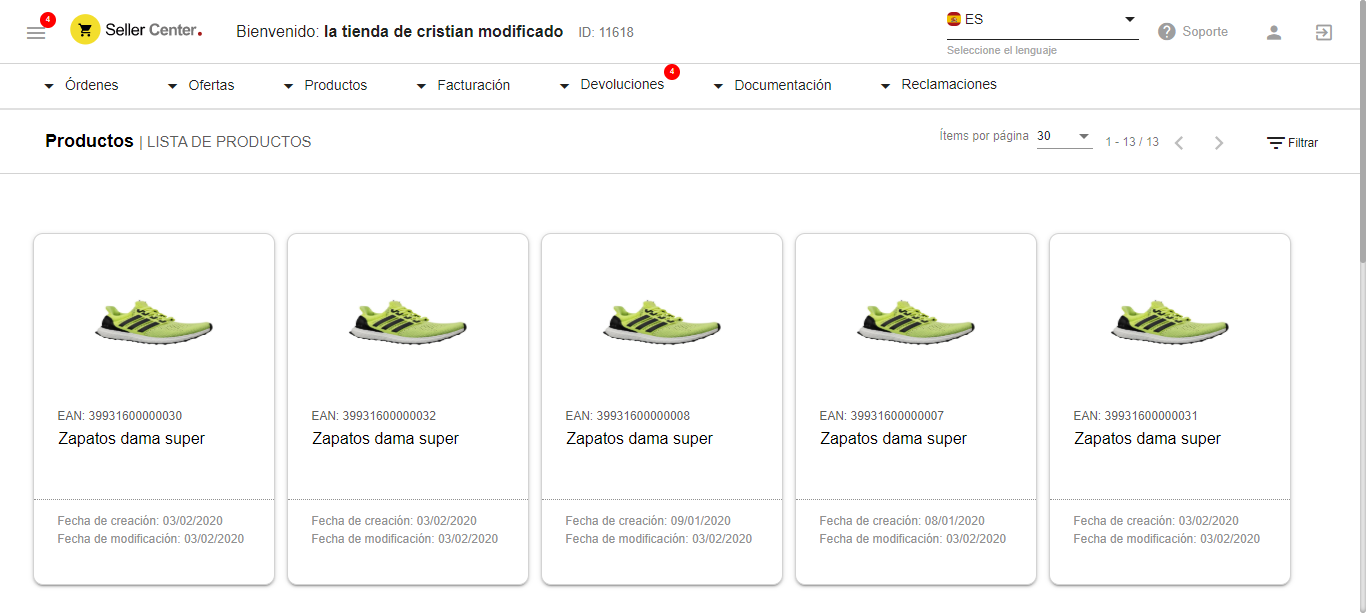 4
Seller Center.
Bienvenido: la tienda de cristian modificado ID: 11618
ES
Seleccione el lenguaje
Soporte
Órdenes
Ofertas
Productos
Facturación
Devoluciones
4
Documentación
Reclamaciones
Productos | LISTA DE PRODUCTOS
Ítems por página 30
1 - 13 / 13
Filtrar
EAN: 39931600000030
Zapatos dama super
Fecha de creación: 03/02/2020
Fecha de modificación: 03/02/2020
EAN: 39931600000032
Zapatos dama super
Fecha de creación: 03/02/2020
Fecha de modificación: 03/02/2020
EAN: 39931600000008
Zapatos dama super
Fecha de creación: 09/01/2020
Fecha de modificación: 03/02/2020
EAN: 39931600000007
Zapatos dama super
Fecha de creación: 08/01/2020
Fecha de modificación: 03/02/2020
EAN: 39931600000031
Zapatos dama super
Fecha de creación: 03/02/2020
Fecha de modificación: 03/02/2020